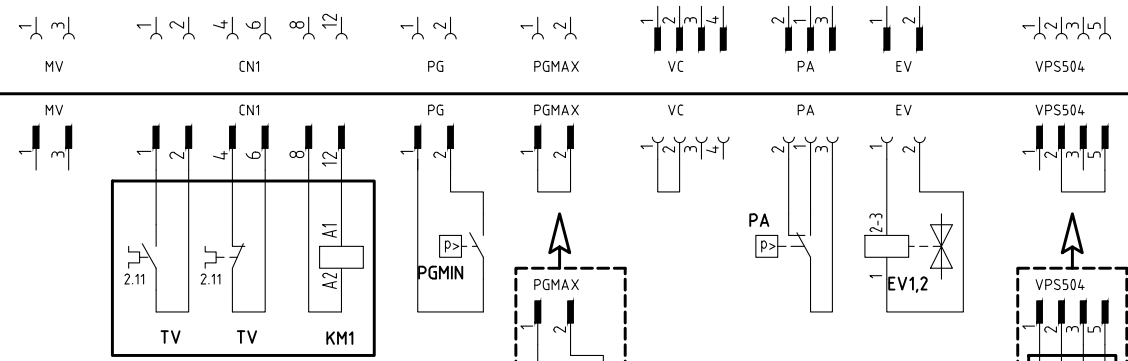 1 3 1 2 4 6 8 12 1 2 1 2 1 2 3 4 2 1 3 1 2 1 2 3 5
MV CN1 PG PGMAX VC PA EV VPS504
MV CN1 PG PGMAX VC PA EV VPS504
1 3 1 2 4 6 8 12 1 2 1 2 1 2 3 4 2 1 3 1 2 1 2 3 5
A1 PA 2-3
P> P>
2.11 2.11 A2 PGMIN 1 EV1,2
PGMAX VPS504
1 2 1 2 3 5
TV TV KM1